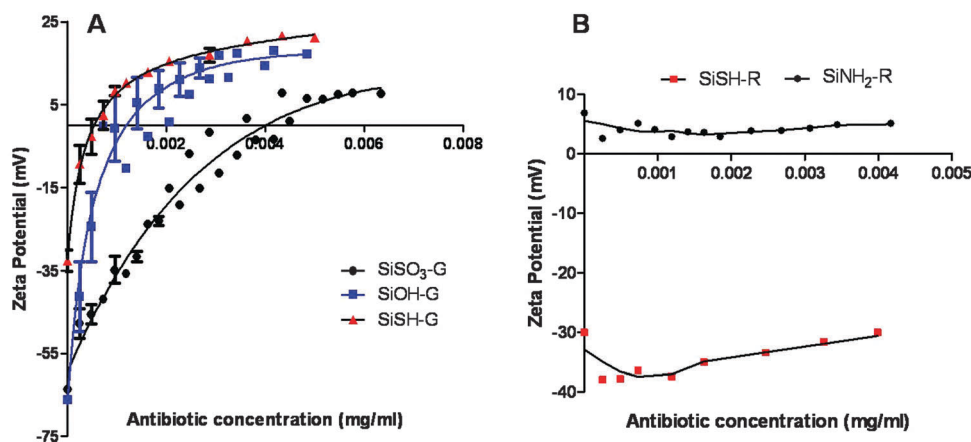 A
25
5
-15
-35
-55
-75
0.002
0.004
0.006
0.008
Zeta Potential (mV)
SiSO₃-G
SiOH-G
SiSH-G
Antibiotic concentration (mg/ml)
B
SiSH-R
SiNH₂-R
10
0
-10
-20
-30
-40
0.001
0.002
0.003
0.004
0.005
Zeta Potential (mV)
Antibiotic concentration (mg/ml)